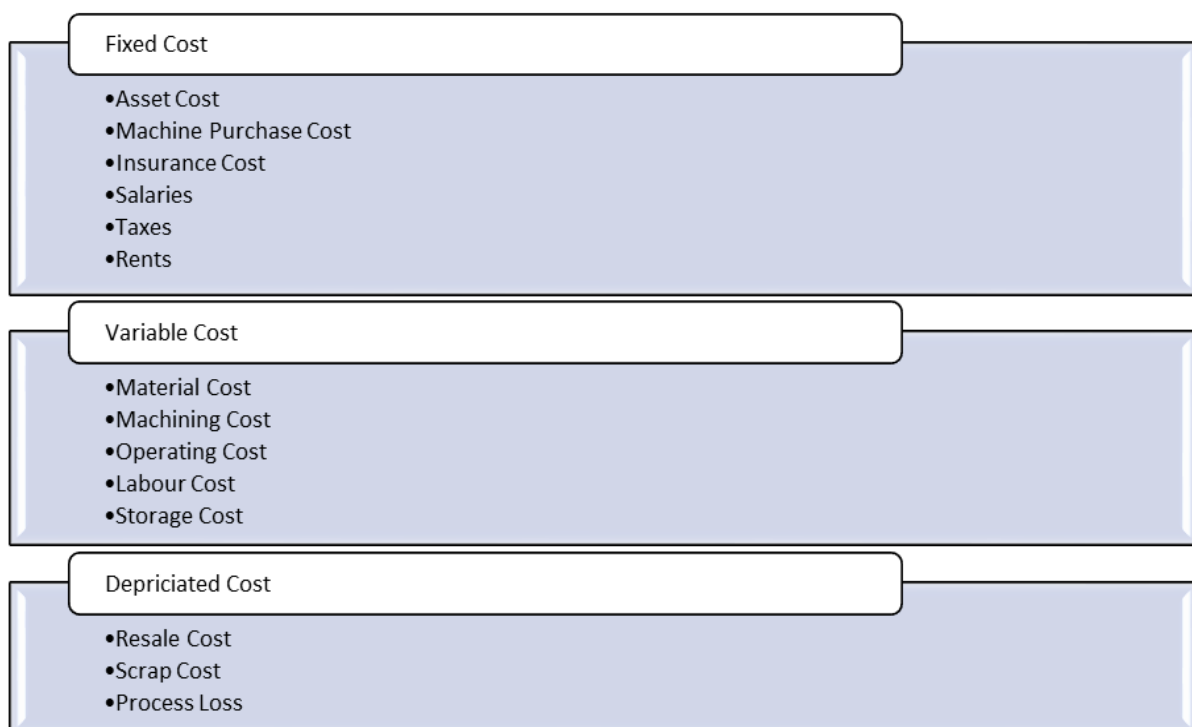 Fixed Cost
•Asset Cost
•Machine Purchase Cost
•Insurance Cost
•Salaries
•Taxes
•Rents
Variable Cost
•Material Cost
•Machining Cost
•Operating Cost
•Labour Cost
•Storage Cost
Depriciated Cost
•Resale Cost
•Scrap Cost
•Process Loss